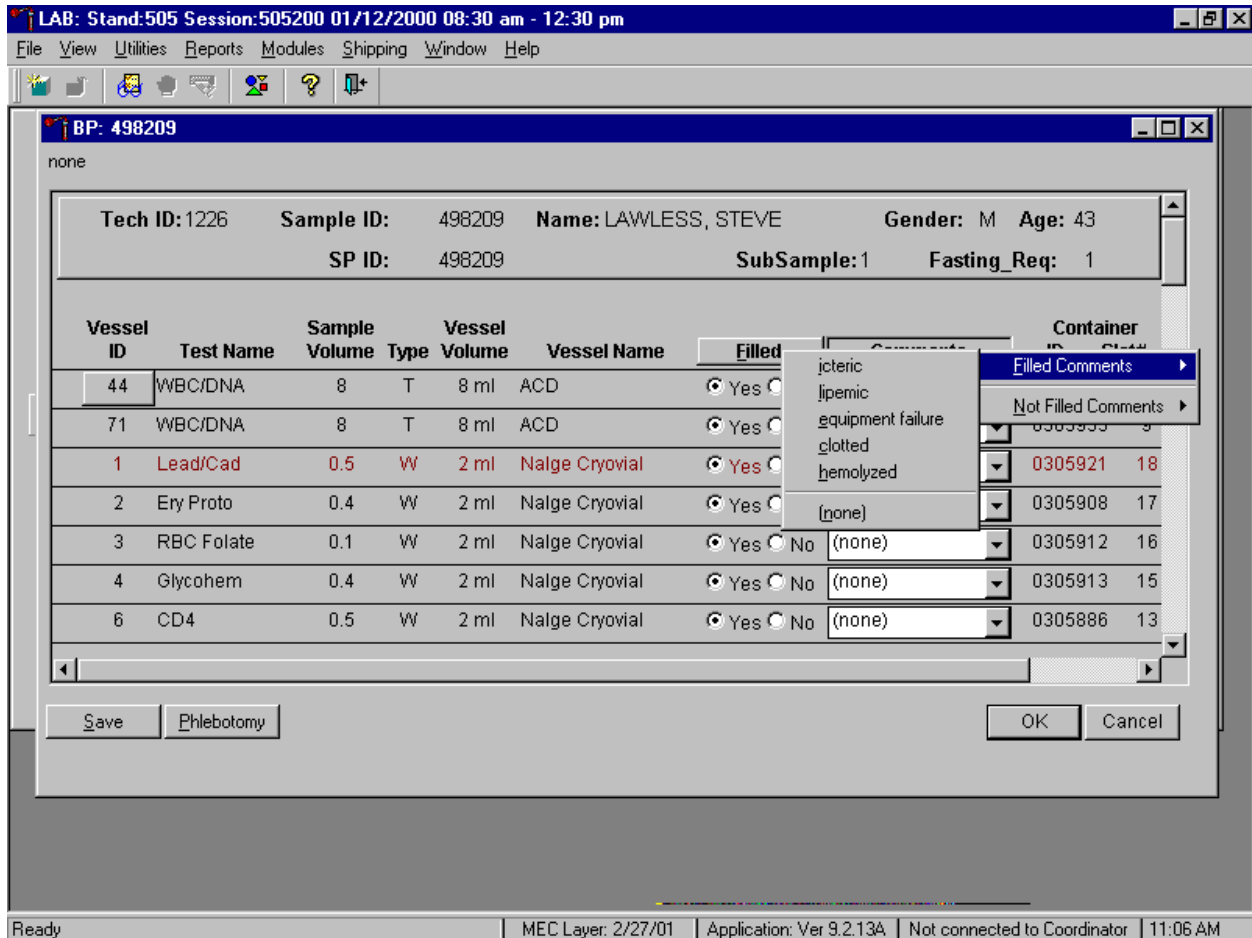 LAB: Stand:505 Session:505200 01/12/2000 08:30 am - 12:30 pm
File View Utilities Reports Modules Shipping Window Help
BP: 498209
none
Tech ID: 1226 Sample ID: 498209 Name: LAWLESS, STEVE Gender: M Age: 43
SP ID: 498209 SubSample: 1 Fasting_Req: 1
Vessel Sample Vessel Container
ID Test Name Volume Type Volume Vessel Name Filled Comments ID Slot#
44 WBC/DNA 8 T 8 ml ACD Yes
71 WBC/DNA 8 T 8 ml ACD Yes 0305933 9
1 Lead/Cad 0.5 W 2 ml Nalge Cryovial Yes 0305921 18
2 Ery Proto 0.4 W 2 ml Nalge Cryovial Yes 0305908 17
3 RBC Folate 0.1 W 2 ml Nalge Cryovial Yes No (none) 0305912 16
4 Glycohem 0.4 W 2 ml Nalge Cryovial Yes No (none) 0305913 15
6 CD4 0.5 W 2 ml Nalge Cryovial Yes No (none) 0305886 13
icteric
lipemic
equipment failure
clotted
hemolyzed
(none)
Filled Comments
Not Filled Comments
Save Phlebotomy OK Cancel
Ready MEC Layer: 2/27/01 Application: Ver 9.2.13A Not connected to Coordinator 11:06 AM